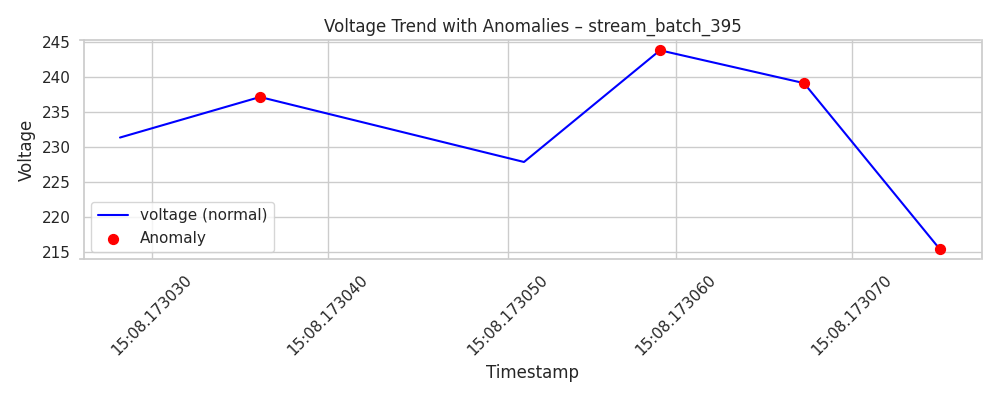 Voltage Trend with Anomalies – stream_batch_395
Voltage
245
240
235
230
225
220
215
voltage (normal)
Anomaly
15:08.173030
15:08.173040
15:08.173050
15:08.173060
15:08.173070
Timestamp